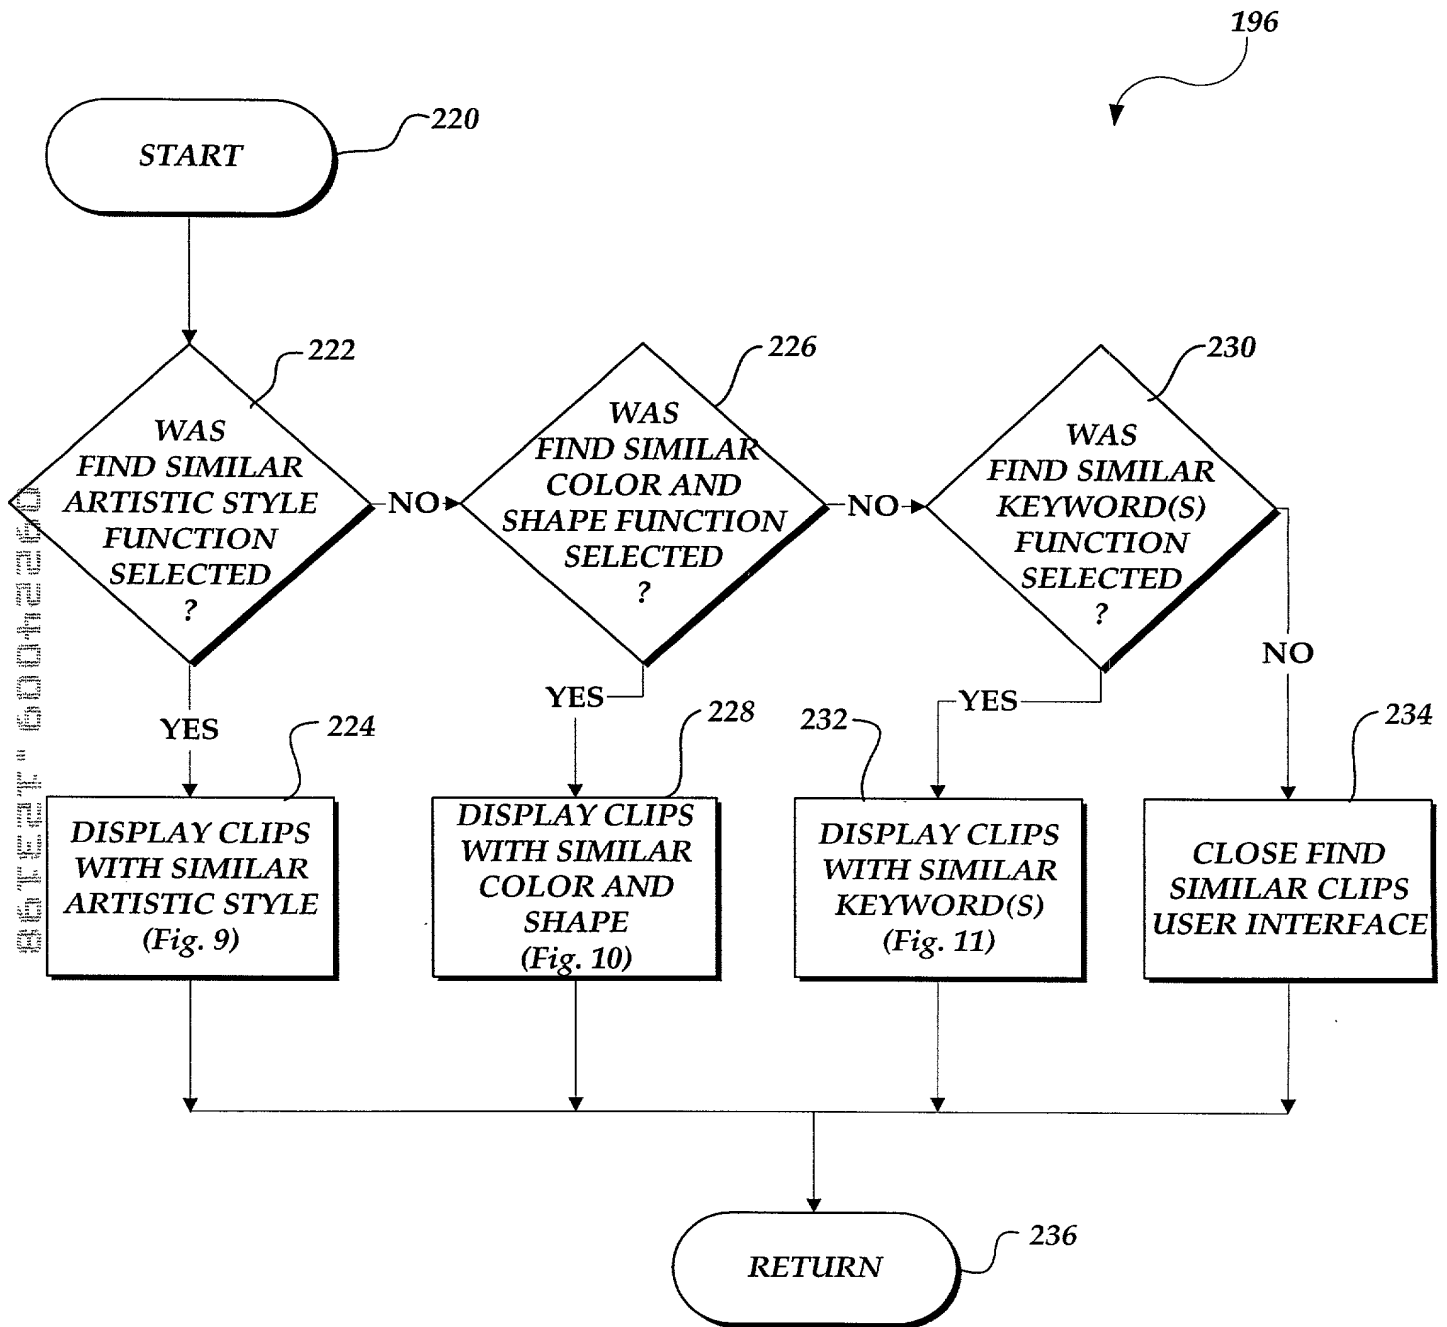 196
220
START
222
226
230
WAS
FIND SIMILAR
ARTISTIC STYLE
FUNCTION
SELECTED
?
NO
WAS
FIND SIMILAR
COLOR AND
SHAPE FUNCTION
SELECTED
?
NO
WAS
FIND SIMILAR
KEYWORD(S)
FUNCTION
SELECTED
?
NO
YES
YES
YES
224
228
232
234
DISPLAY CLIPS
WITH SIMILAR
ARTISTIC STYLE
(Fig. 9)
DISPLAY CLIPS
WITH SIMILAR
COLOR AND
SHAPE
(Fig. 10)
DISPLAY CLIPS
WITH SIMILAR
KEYWORD(S)
(Fig. 11)
CLOSE FIND
SIMILAR CLIPS
USER INTERFACE
RETURN
236